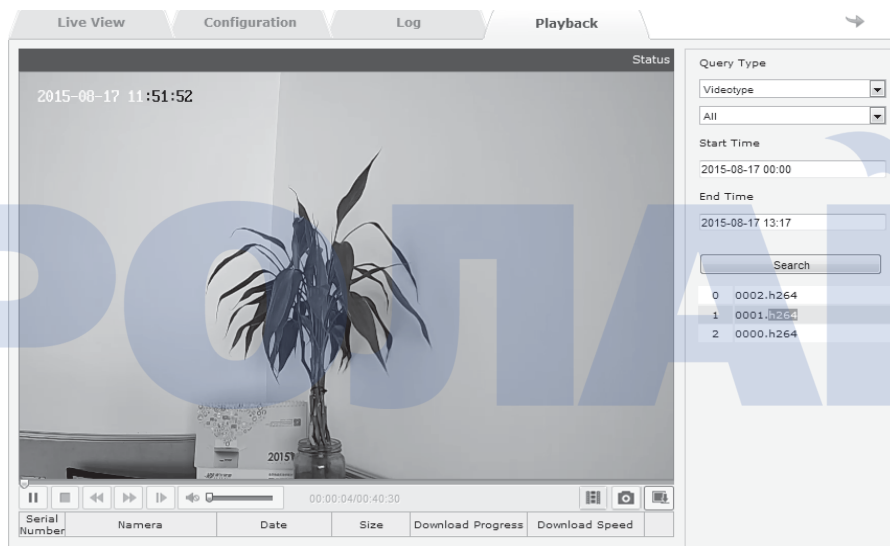 Live View
Configuration
Log
Playback
Status
2015-08-17 11:51:52
2015
00:00:04/00:40:30
Serial Number
Namera
Date
Size
Download Progress
Download Speed
Query Type
Videotype
All
Start Time
2015-08-17 00:00
End Time
2015-08-17 13:17
Search
0 0002.h264
1 0001.h264
2 0000.h264
РОЛАЙ